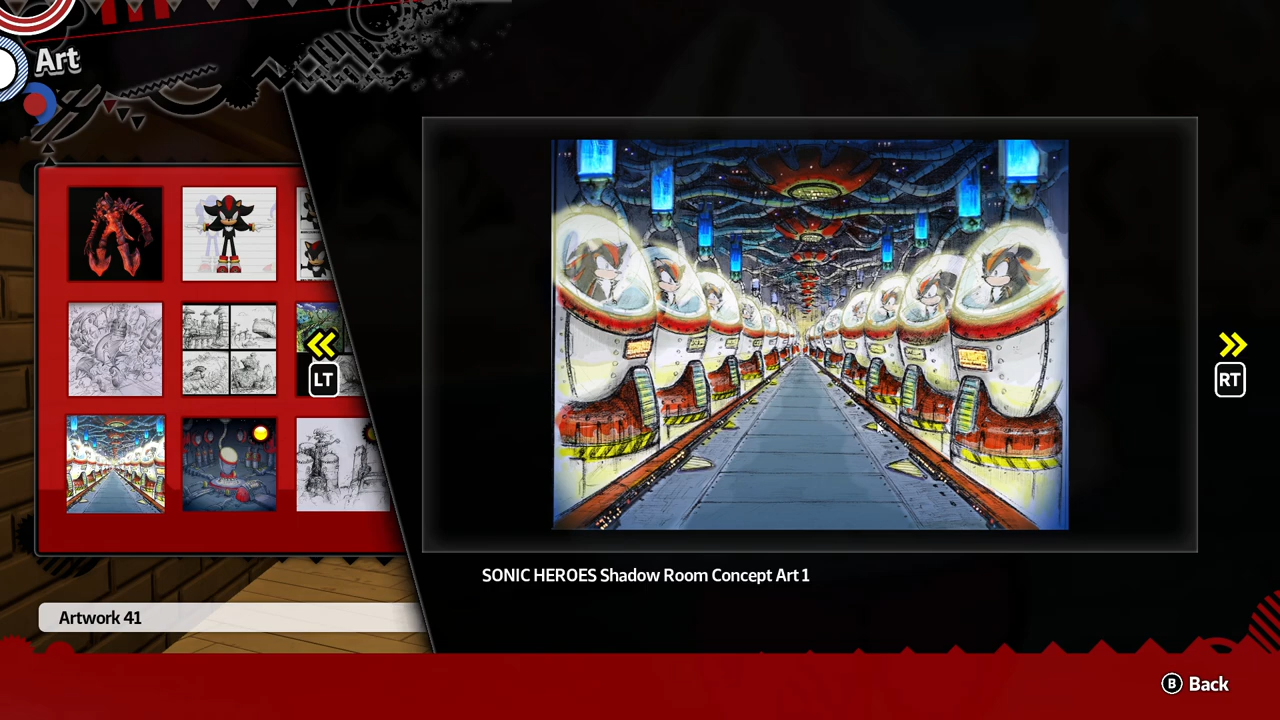 Art
LT
RT
SONIC HEROES Shadow Room Concept Art 1
Artwork 41
B Back